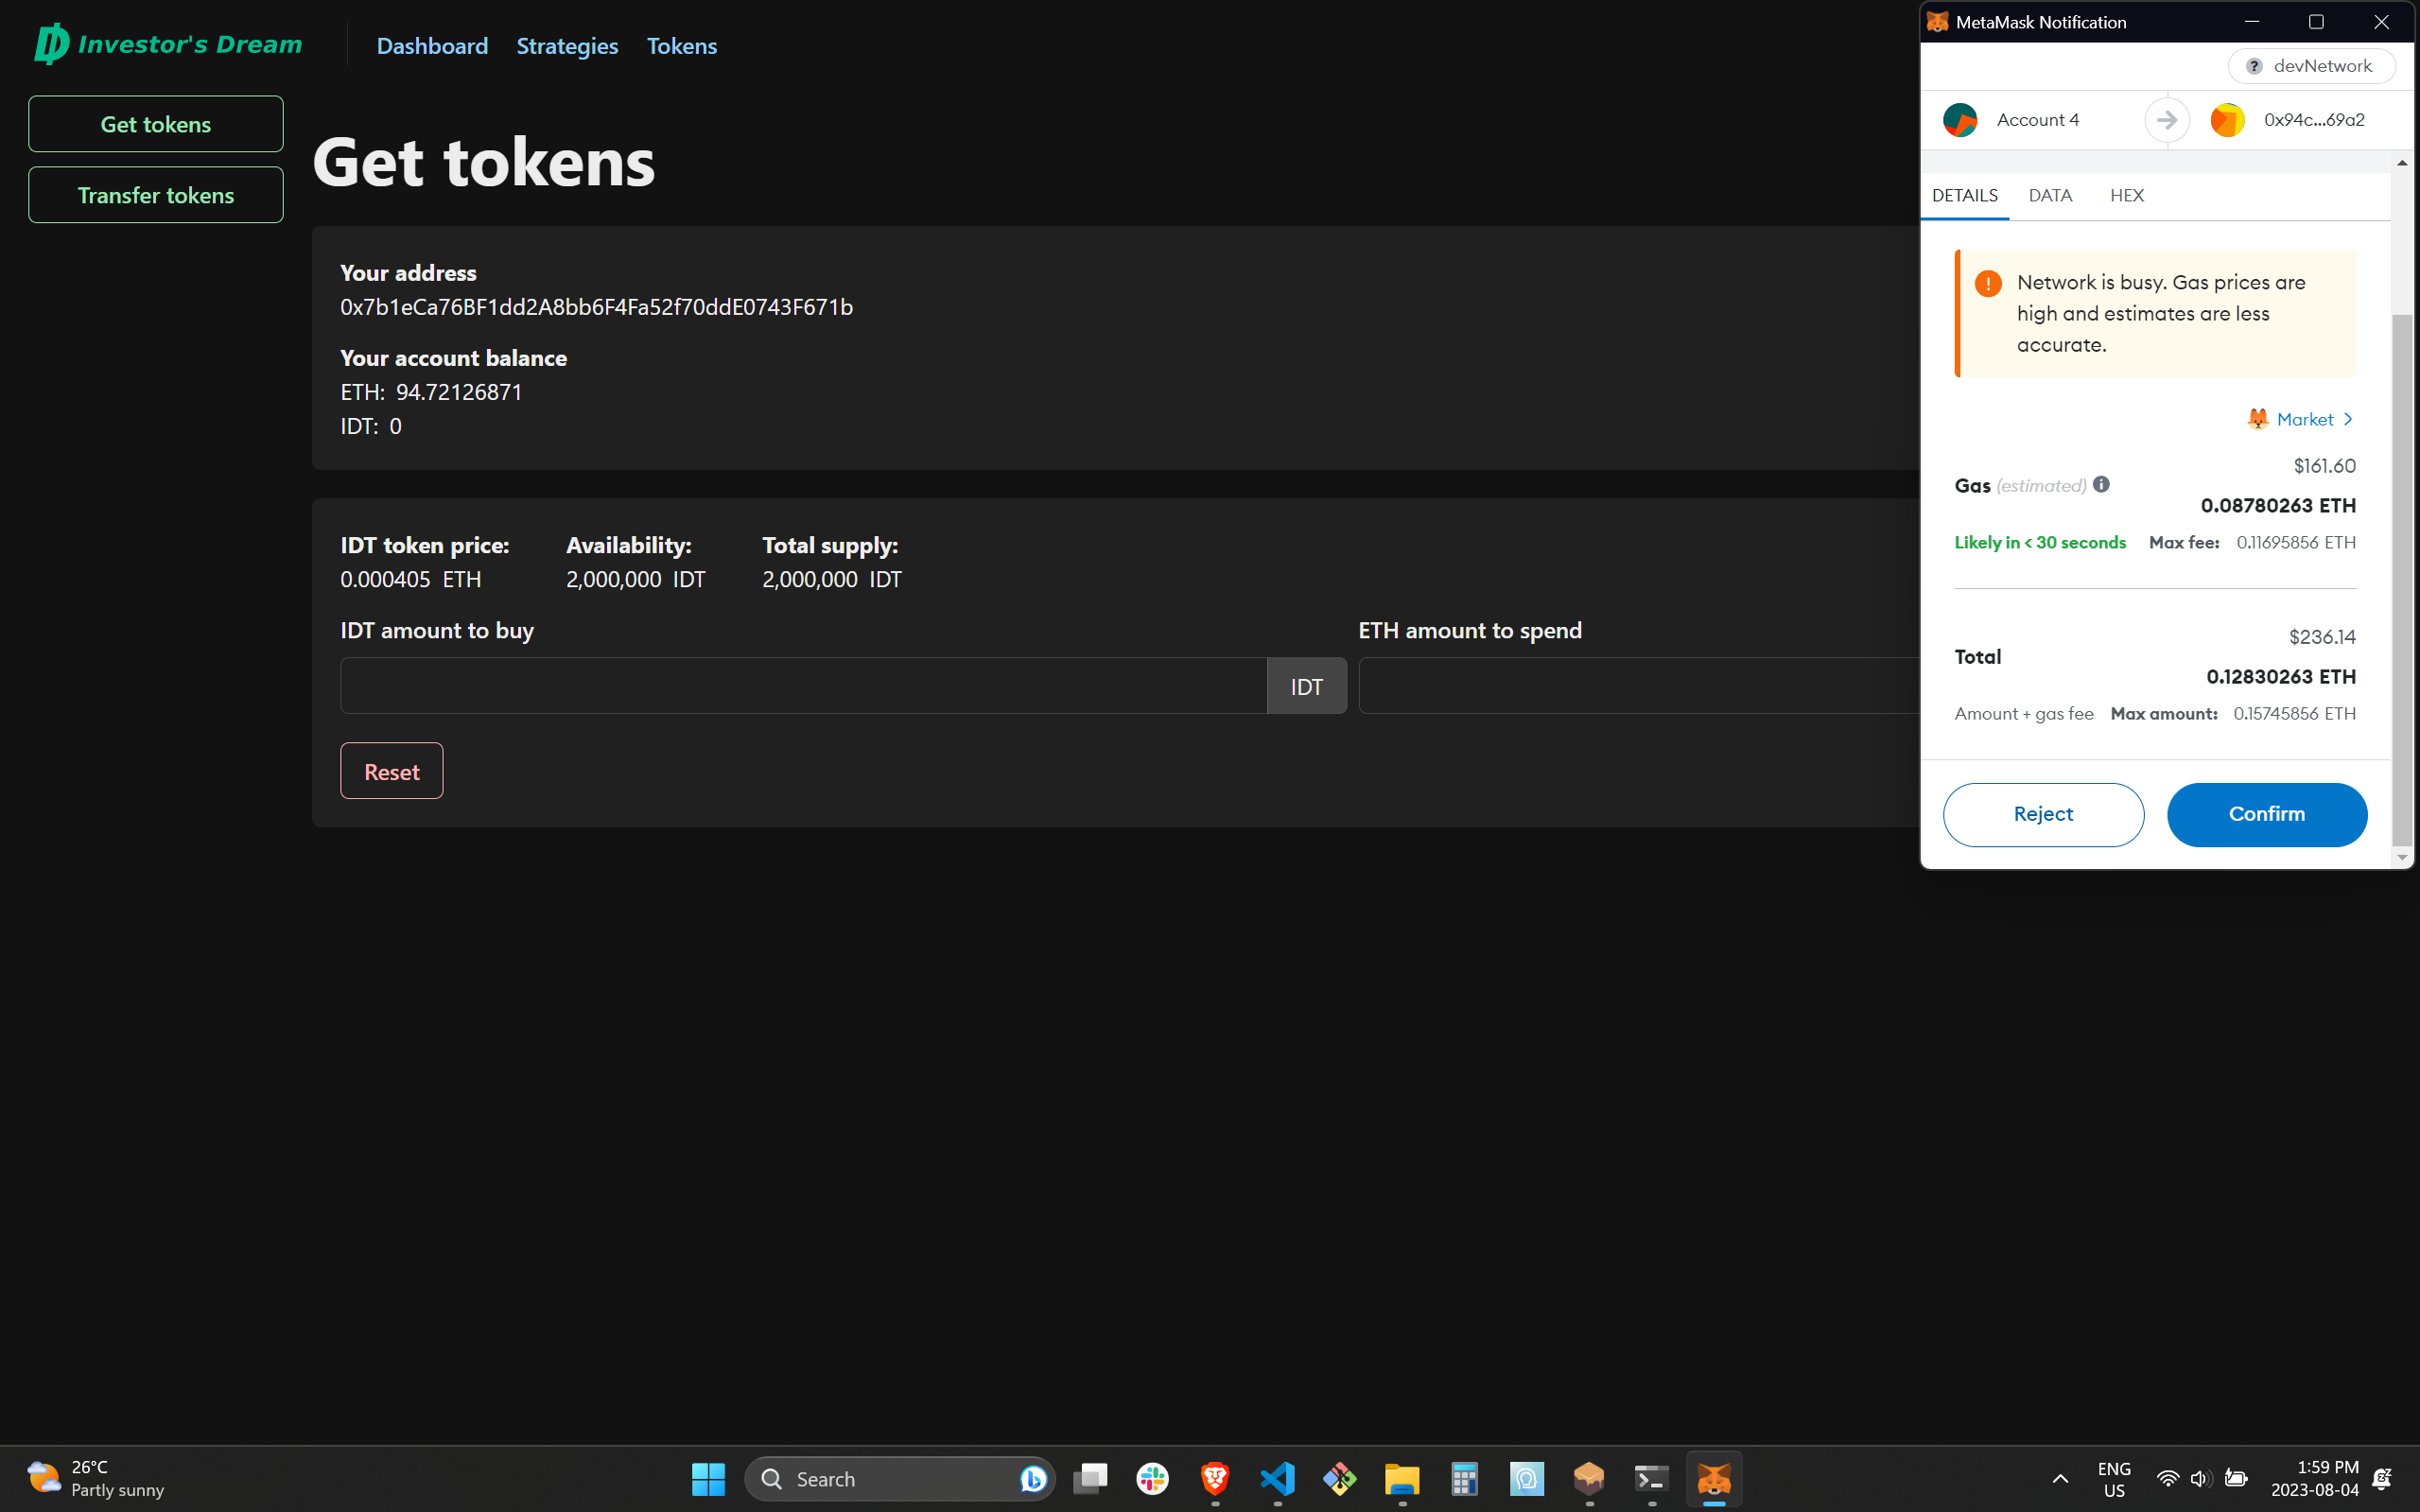 Investor's Dream
Dashboard Strategies Tokens
Get tokens
Transfer tokens
Get tokens
Your address
0x7b1eCa76BF1dd2A8bb6F4Fa52f70ddE0743F671b
Your account balance
ETH: 94.72126871
IDT: 0
IDT token price: Availability: Total supply:
0.000405 ETH 2,000,000 IDT 2,000,000 IDT
IDT amount to buy ETH amount to spend
IDT
Reset
MetaMask Notification
? devNetwork
Account 4 0x94c...69a2
DETAILS DATA HEX
Network is busy. Gas prices are
high and estimates are less
accurate.
Market
$161.60
Gas (estimated)
0.08780263 ETH
Likely in < 30 seconds Max fee: 0.11695856 ETH
$236.14
Total
0.12830263 ETH
Amount + gas fee Max amount: 0.15745856 ETH
Reject Confirm
26°C
Partly sunny
Search
ENG
US
1:59 PM
2023-08-04